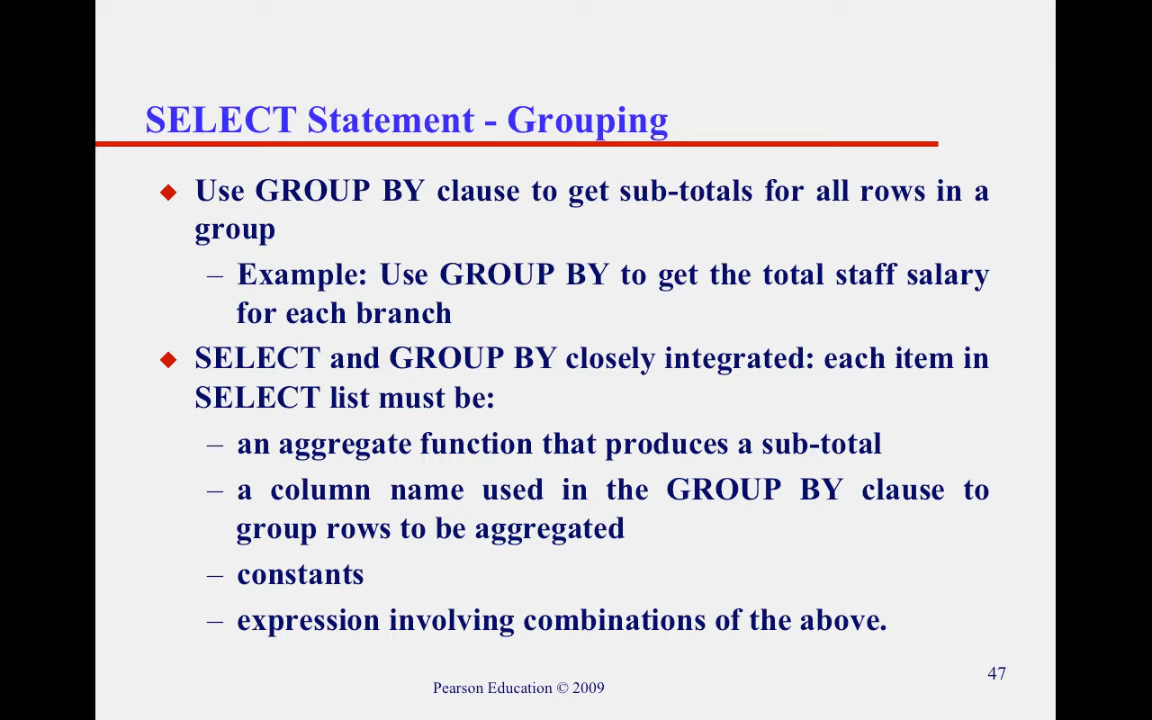 SELECT Statement - Grouping
◆ Use GROUP BY clause to get sub-totals for all rows in a
group
– Example: Use GROUP BY to get the total staff salary
for each branch
◆ SELECT and GROUP BY closely integrated: each item in
SELECT list must be:
– an aggregate function that produces a sub-total
– a column name used in the GROUP BY clause to
group rows to be aggregated
– constants
– expression involving combinations of the above.
47
Pearson Education © 2009